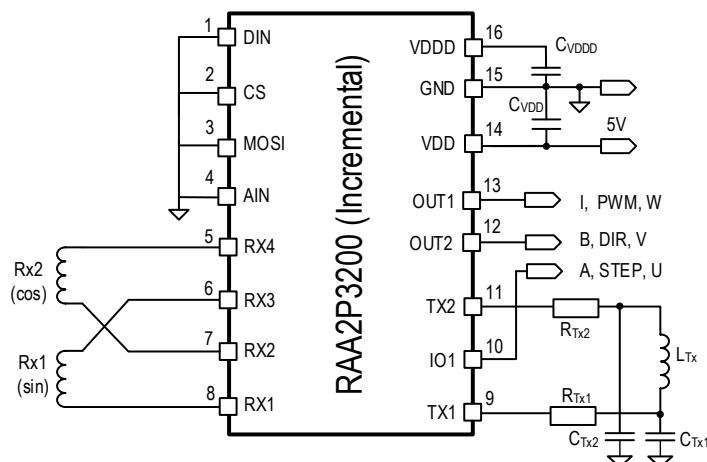 1
DIN
2
CS
3
MOSI
4
AIN
5
RX4
6
RX3
7
RX2
8
RX1
Rx2
(cos)
Rx1
(sin)
RAA2P3200 (Incremental)
VDDD
16
CVDDD
GND
15
CVDD
VDD
14
5V
OUT1
13
I, PWM, W
OUT2
12
B, DIR, V
A, STEP, U
TX2
11
RTx2
IO1
10
LTx
TX1
9
RTx1
CTx2
CTx1